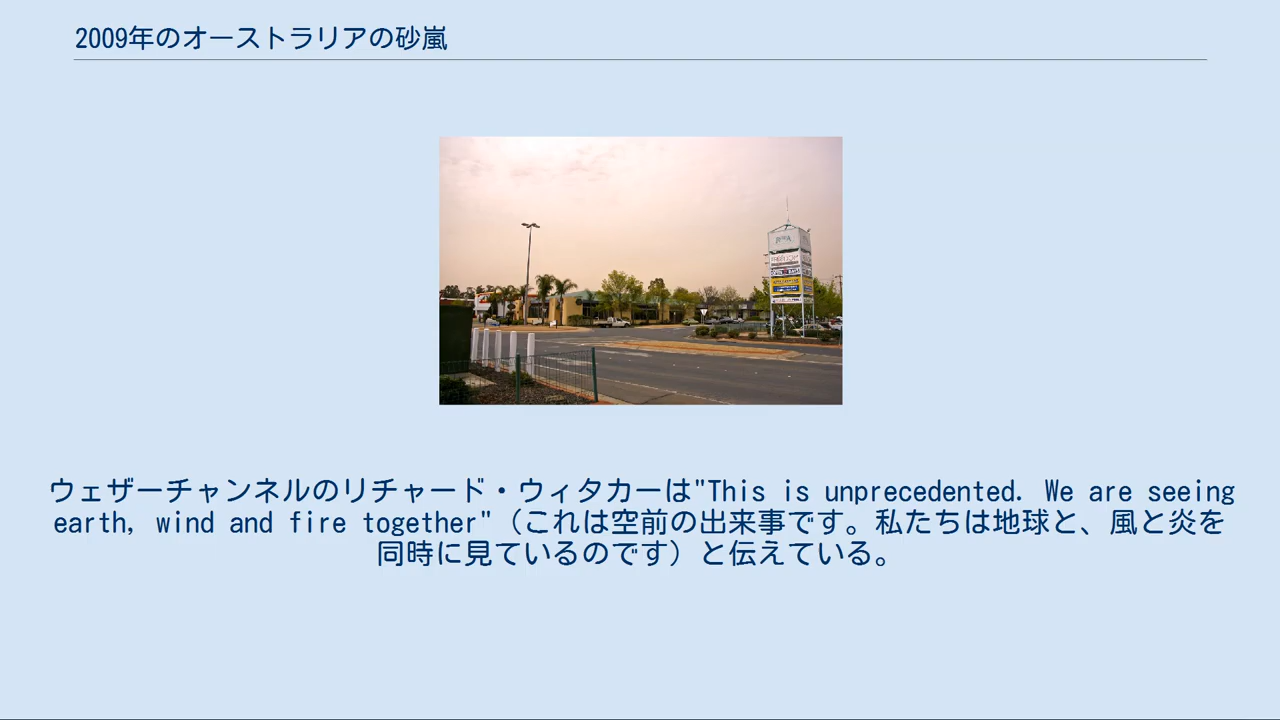 2009年のオーストラリアの砂嵐
ウェザーチャンネルのリチャード・ウィタカーは"This is unprecedented. We are seeing
earth, wind and fire together"（これは空前の出来事です。私たちは地球と、風と炎を
同時に見ているのです）と伝えている。